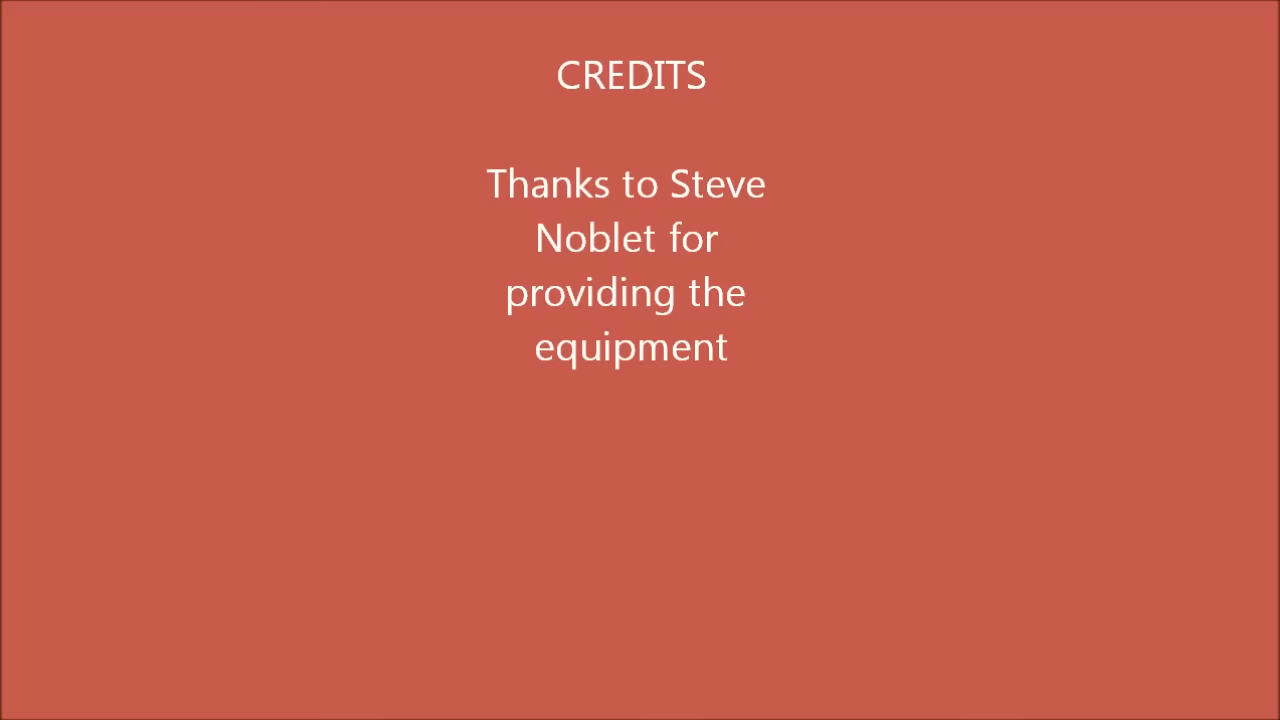 CREDITS
Thanks to Steve
Noblet for
providing the
equipment